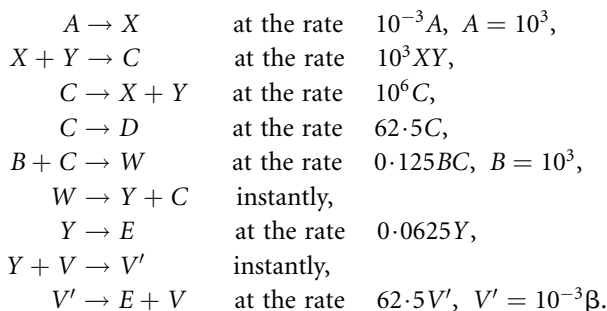 A → X at the rate 10⁻³A, A = 10³,
X + Y → C at the rate 10³XY,
C → X + Y at the rate 10⁶C,
C → D at the rate 62·5C,
B + C → W at the rate 0·125BC, B = 10³,
W → Y + C instantly,
Y → E at the rate 0·0625Y,
Y + V → V′ instantly,
V′ → E + V at the rate 62·5V′, V′ = 10⁻³β.